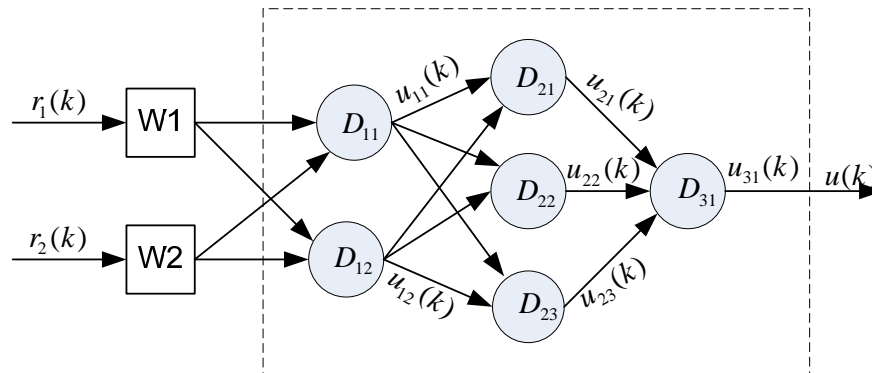 r₁(k)
W1
r₂(k)
W2
D₁₁
D₁₂
u₁₁(k)
u₁₂(k)
D₂₁
D₂₂
D₂₃
u₂₁(k)
u₂₂(k)
u₂₃(k)
D₃₁
u₃₁(k)
u(k)